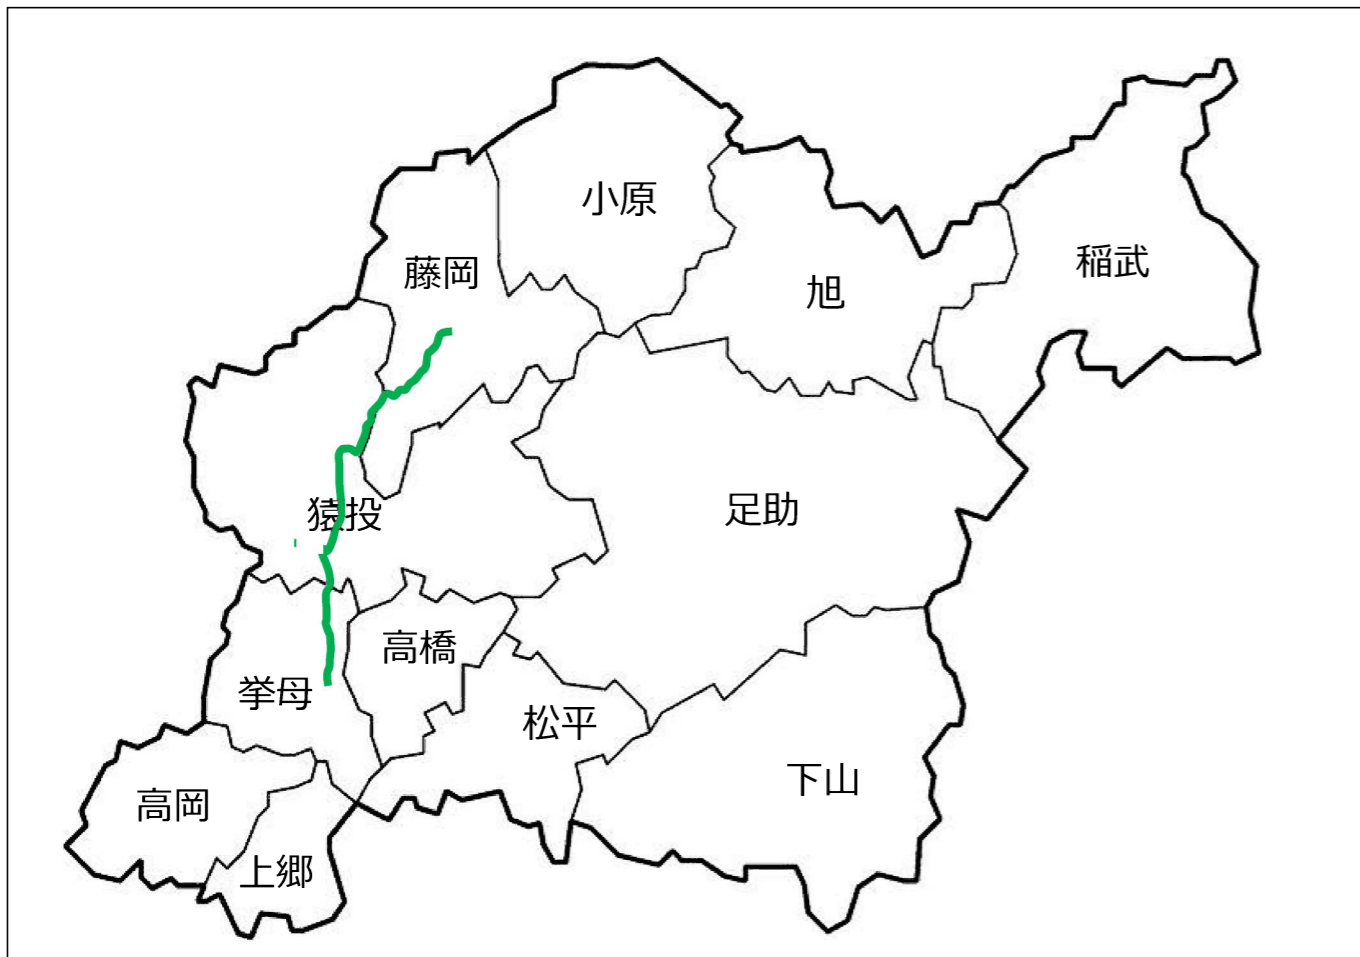 小原
稲武
藤岡
旭
猿投
足助
高橋
挙母
松平
下山
高岡
上郷